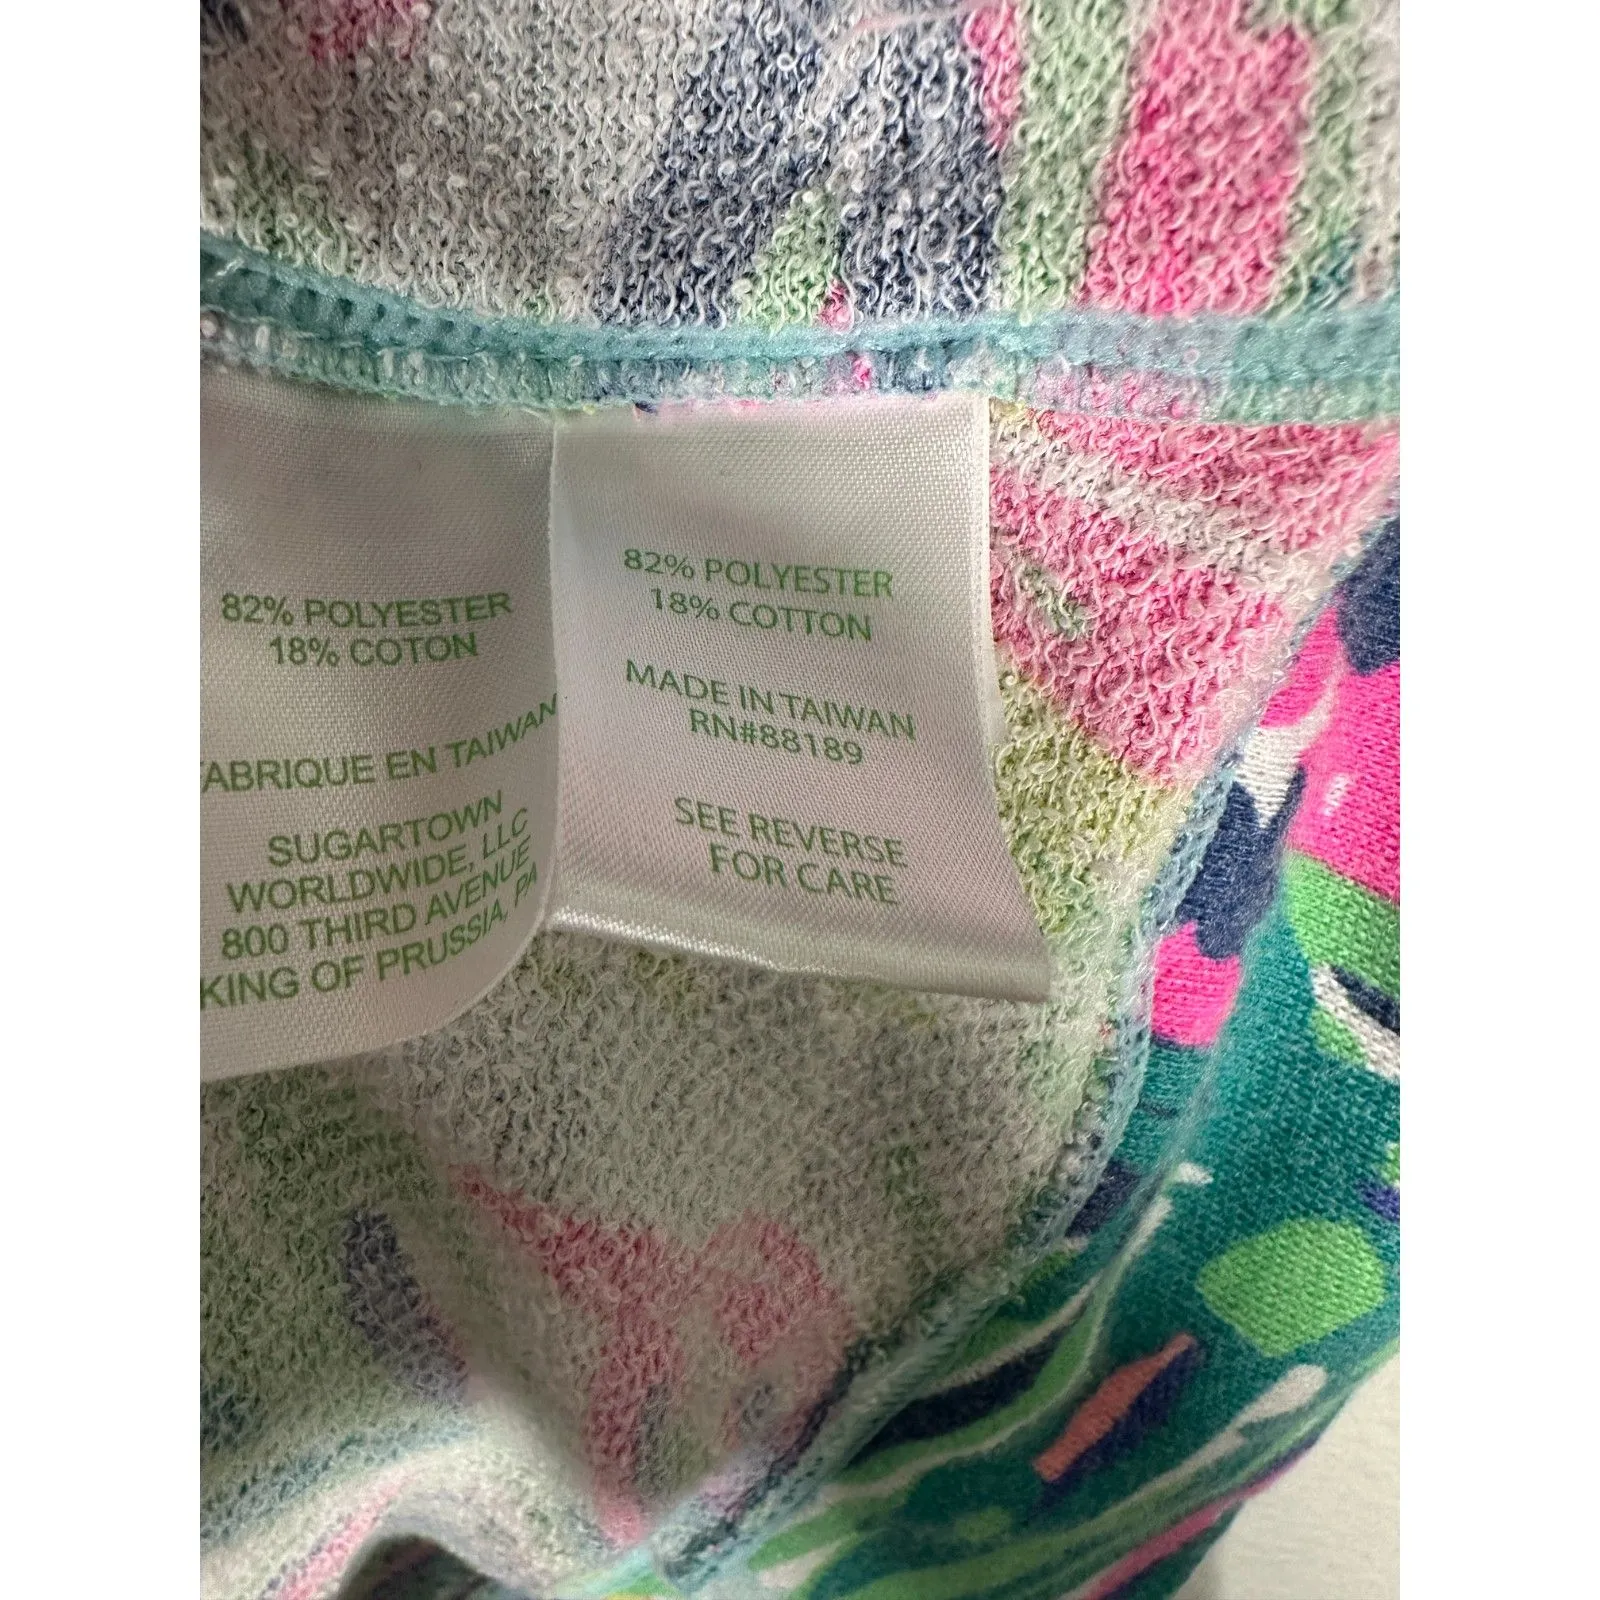 82% POLYESTER
18% COTON
FABRIQUE EN TAIWAN
SUGARTOWN
WORLDWIDE, LLC
800 THIRD AVENUE
KING OF PRUSSIA, PA
82% POLYESTER
18% COTTON
MADE IN TAIWAN
RN#88189
SEE REVERSE
FOR CARE